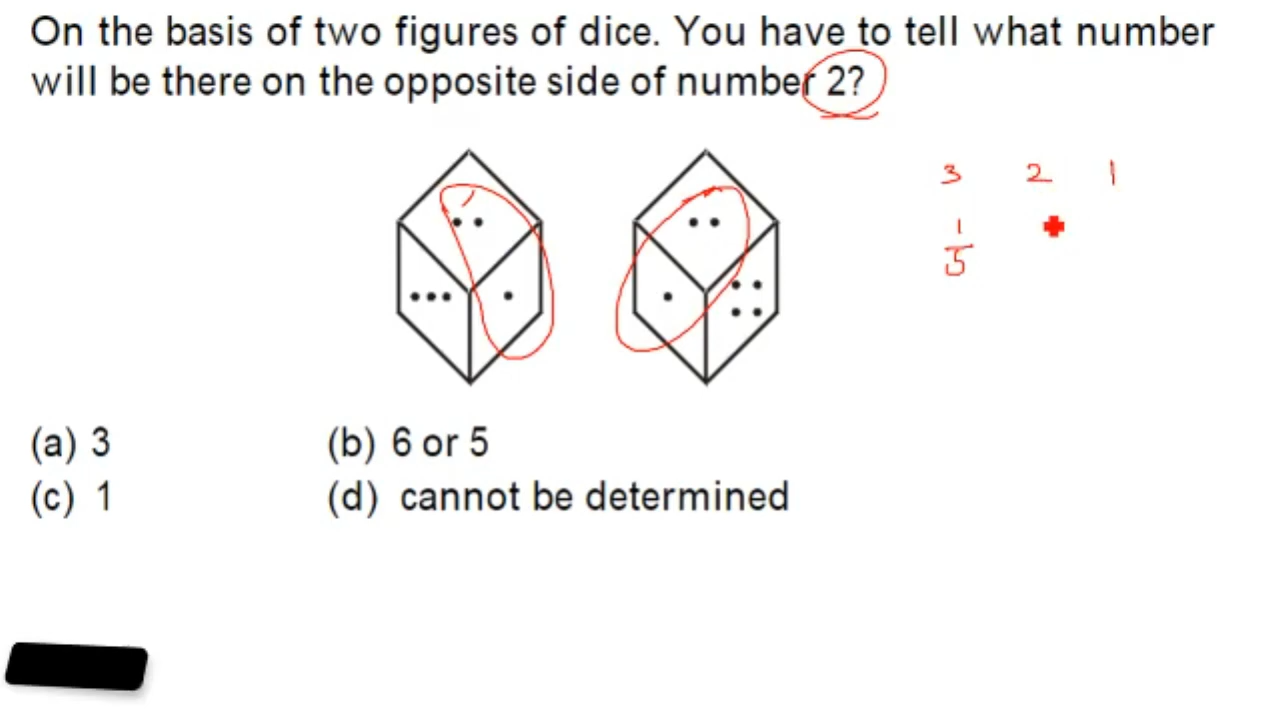 On the basis of two figures of dice. You have to tell what number
will be there on the opposite side of number 2?
3 2 1
1
5
(a) 3 (b) 6 or 5
(c) 1 (d) cannot be determined